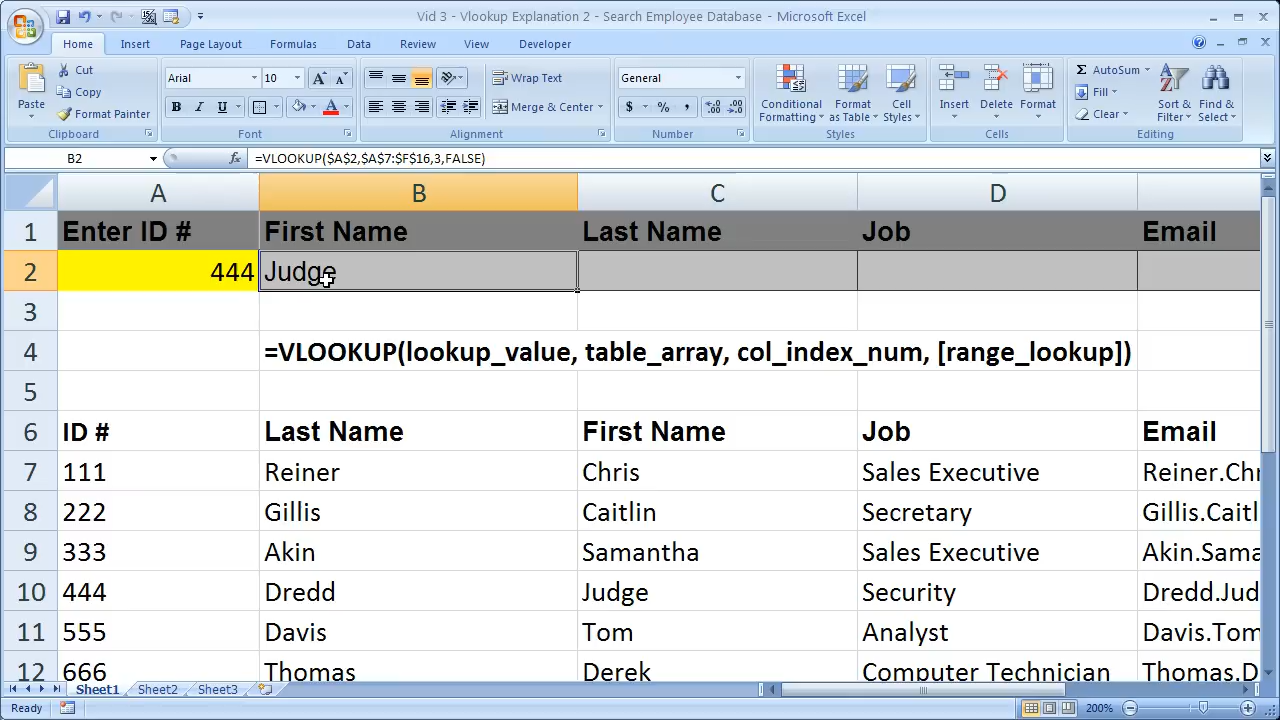 Vid 3 - Vlookup Explanation 2 - Search Employee Database - Microsoft Excel
Home Insert Page Layout Formulas Data Review View Developer
Paste
Cut
Copy
Format Painter
Clipboard
Arial 10
B I U
Font
Wrap Text
Merge & Center
Alignment
General
$ % ,
Number
Conditional Formatting
Format as Table
Cell Styles
Styles
Insert Delete Format
Cells
Σ AutoSum
Fill
Clear
Sort & Filter
Find & Select
Editing
B2 fx =VLOOKUP($A$2,$A$7:$F$16,3,FALSE)
A B C D
1 Enter ID # First Name Last Name Job Email
2 444 Judge
3
4 =VLOOKUP(lookup_value, table_array, col_index_num, [range_lookup])
5
6 ID # Last Name First Name Job Email
7 111 Reiner Chris Sales Executive Reiner.Chr
8 222 Gillis Caitlin Secretary Gillis.Caitl
9 333 Akin Samantha Sales Executive Akin.Sama
10 444 Dredd Judge Security Dredd.Jud
11 555 Davis Tom Analyst Davis.Tom
12 666 Thomas Derek Computer Technician Thomas.D
Sheet1 Sheet2 Sheet3
Ready 200%